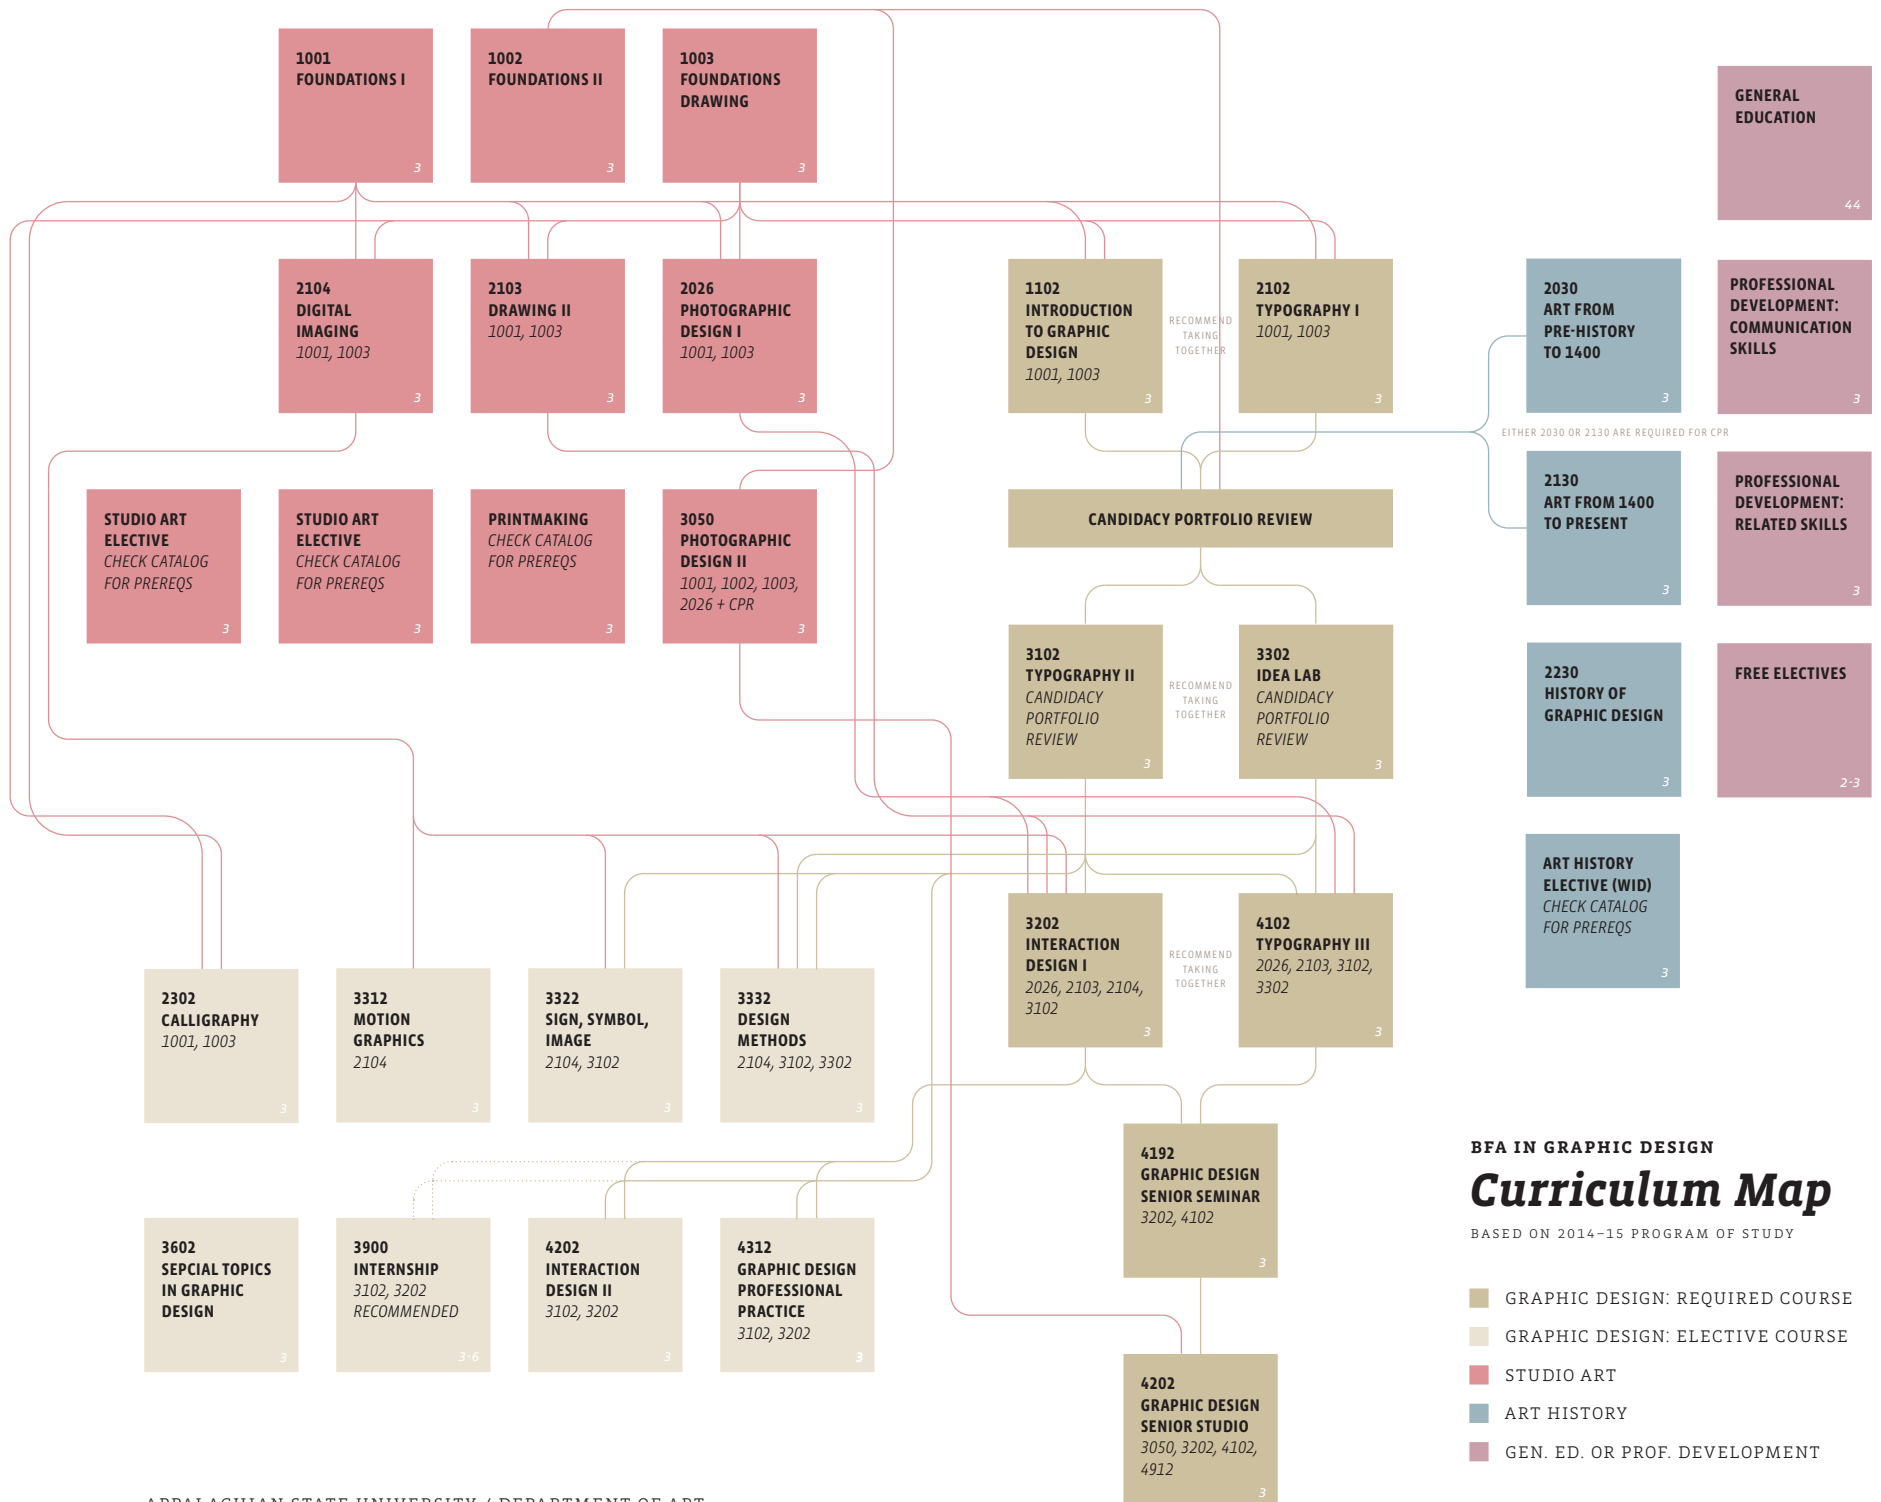 1001
FOUNDATIONS I
3
1002
FOUNDATIONS II
3
1003
FOUNDATIONS
DRAWING
3
GENERAL
EDUCATION
44
2104
DIGITAL
IMAGING
1001, 1003
3
2103
DRAWING II
1001, 1003
3
2026
PHOTOGRAPHIC
DESIGN I
1001, 1003
3
1102
INTRODUCTION
TO GRAPHIC
DESIGN
1001, 1003
3
RECOMMEND
TAKING
TOGETHER
2102
TYPOGRAPHY I
1001, 1003
3
2030
ART FROM
PRE-HISTORY
TO 1400
3
PROFESSIONAL
DEVELOPMENT:
COMMUNICATION
SKILLS
3
EITHER 2030 OR 2130 ARE REQUIRED FOR CPR
STUDIO ART
ELECTIVE
CHECK CATALOG
FOR PREREQS
3
STUDIO ART
ELECTIVE
CHECK CATALOG
FOR PREREQS
3
PRINTMAKING
CHECK CATALOG
FOR PREREQS
3
3050
PHOTOGRAPHIC
DESIGN II
1001, 1002, 1003,
2026 + CPR
3
CANDIDACY PORTFOLIO REVIEW
2130
ART FROM 1400
TO PRESENT
3
PROFESSIONAL
DEVELOPMENT:
RELATED SKILLS
3
3102
TYPOGRAPHY II
CANDIDACY
PORTFOLIO
REVIEW
3
RECOMMEND
TAKING
TOGETHER
3302
IDEA LAB
CANDIDACY
PORTFOLIO
REVIEW
3
2230
HISTORY OF
GRAPHIC DESIGN
3
FREE ELECTIVES
2-3
ART HISTORY
ELECTIVE (WID)
CHECK CATALOG
FOR PREREQS
3
3202
INTERACTION
DESIGN I
2026, 2103, 2104,
3102
3
RECOMMEND
TAKING
TOGETHER
4102
TYPOGRAPHY III
2026, 2103, 3102,
3302
3
2302
CALLIGRAPHY
1001, 1003
3
3312
MOTION
GRAPHICS
2104
3
3322
SIGN, SYMBOL,
IMAGE
2104, 3102
3
3332
DESIGN
METHODS
2104, 3102, 3302
3
4192
GRAPHIC DESIGN
SENIOR SEMINAR
3202, 4102
3
3602
SEPCIAL TOPICS
IN GRAPHIC
DESIGN
3
3900
INTERNSHIP
3102, 3202
RECOMMENDED
3-6
4202
INTERACTION
DESIGN II
3102, 3202
3
4312
GRAPHIC DESIGN
PROFESSIONAL
PRACTICE
3102, 3202
3
4202
GRAPHIC DESIGN
SENIOR STUDIO
3050, 3202, 4102,
4912
3
BFA IN GRAPHIC DESIGN
Curriculum Map
BASED ON 2014–15 PROGRAM OF STUDY
GRAPHIC DESIGN: REQUIRED COURSE
GRAPHIC DESIGN: ELECTIVE COURSE
STUDIO ART
ART HISTORY
GEN. ED. OR PROF. DEVELOPMENT
APPALACHIAN STATE UNIVERSITY / DEPARTMENT OF ART